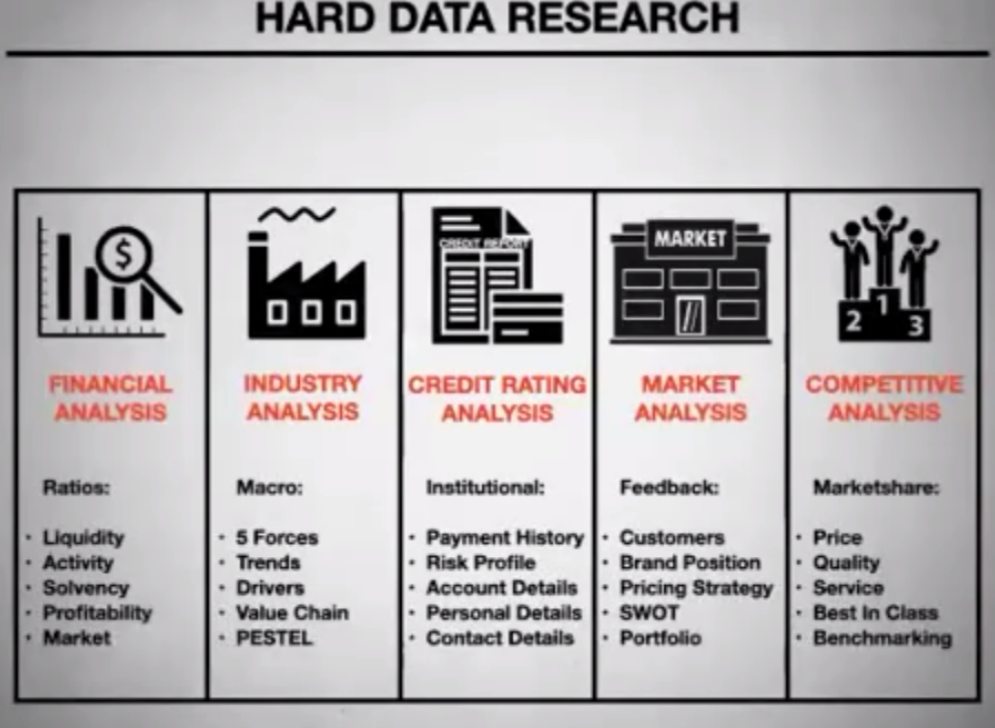 HARD DATA RESEARCH
$
CREDIT REPORT
MARKET
2 1 3
FINANCIAL
ANALYSIS
INDUSTRY
ANALYSIS
CREDIT RATING
ANALYSIS
MARKET
ANALYSIS
COMPETITIVE
ANALYSIS
Ratios:
• Liquidity
• Activity
• Solvency
• Profitability
• Market
Macro:
• 5 Forces
• Trends
• Drivers
• Value Chain
• PESTEL
Institutional:
• Payment History
• Risk Profile
• Account Details
• Personal Details
• Contact Details
Feedback:
• Customers
• Brand Position
• Pricing Strategy
• SWOT
• Portfolio
Marketshare:
• Price
• Quality
• Service
• Best In Class
• Benchmarking